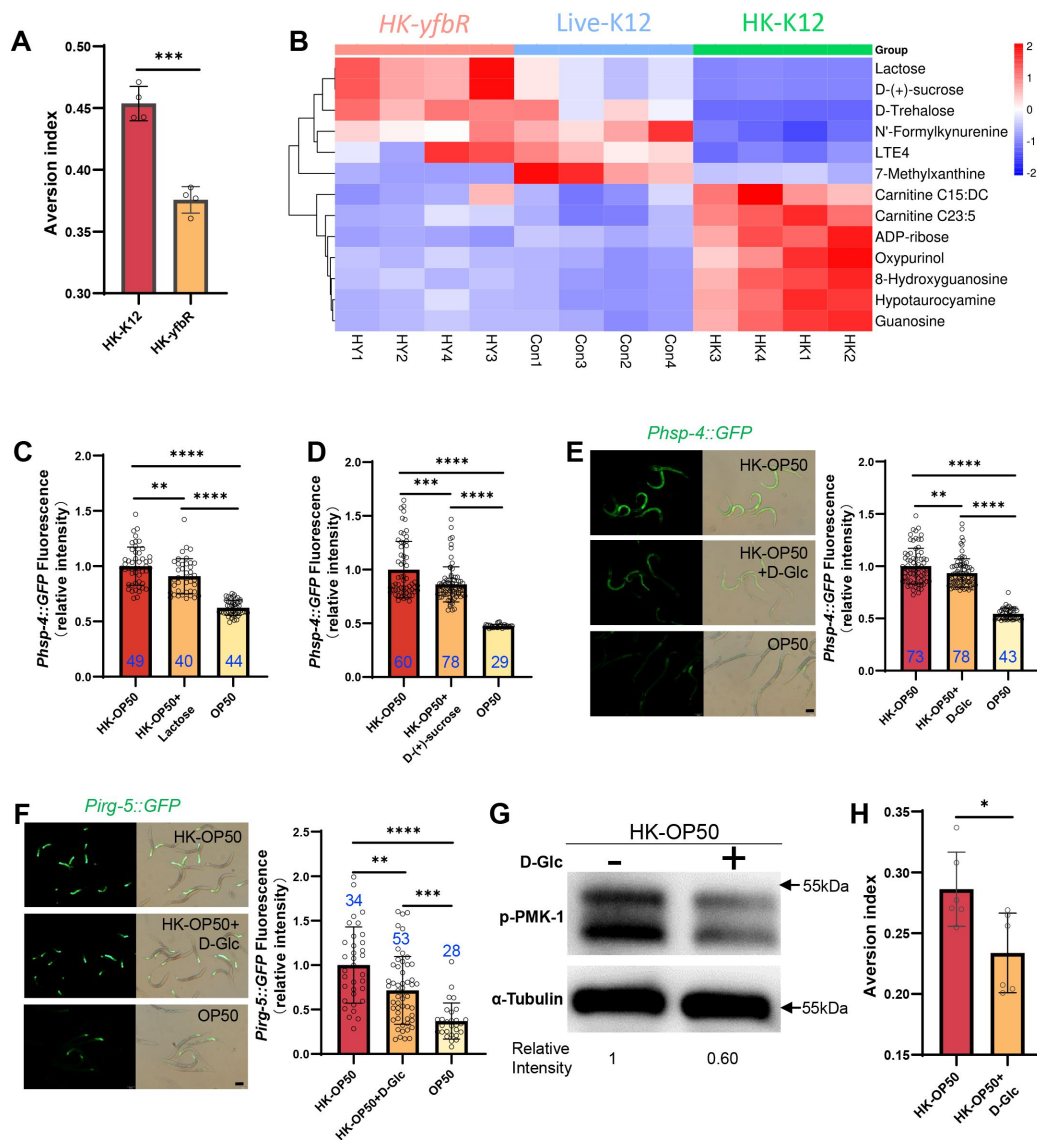 A
Aversion index
0.50
0.45
0.40
0.35
0.30
***
HK-K12
HK-yfbR
B
HK-yfbR
Live-K12
HK-K12
Group
Lactose
D-(+)-sucrose
D-Trehalose
N'-Formylkynurenine
LTE4
7-Methylxanthine
Carnitine C15:DC
Carnitine C23:5
ADP-ribose
Oxypurinol
8-Hydroxyguanosine
Hypotaurocyamine
Guanosine
2
1
0
-1
-2
HY1
HY2
HY4
HY3
Con1
Con3
Con2
Con4
HK3
HK4
HK1
HK2
C
Phsp-4::GFP Fluorescence
(relative intensity)
2.0
1.5
1.0
0.5
0.0
****
**
****
49
40
44
HK-OP50
HK-OP50+
Lactose
OP50
D
Phsp-4::GFP Fluorescence
(relative intensity)
2.0
1.5
1.0
0.5
0.0
****
***
****
60
78
29
HK-OP50
HK-OP50+
D-(+)-sucrose
OP50
E
Phsp-4::GFP
HK-OP50
HK-OP50
+D-Glc
OP50
Phsp-4::GFP Fluorescence
(relative intensity)
2.0
1.5
1.0
0.5
0.0
****
**
****
73
78
43
HK-OP50
HK-OP50+
D-Glc
OP50
F
Pirg-5::GFP
HK-OP50
HK-OP50+
D-Glc
OP50
Pirg-5::GFP Fluorescence
(relative intensity)
2.5
2.0
1.5
1.0
0.5
0.0
****
**
***
34
53
28
HK-OP50
HK-OP50+D-Glc
OP50
G
HK-OP50
D-Glc
- +
p-PMK-1
55kDa
α-Tubulin
55kDa
Relative
Intensity
1
0.60
H
Aversion index
0.35
0.30
0.25
0.20
0.15
*
HK-OP50
HK-OP50+
D-Glc